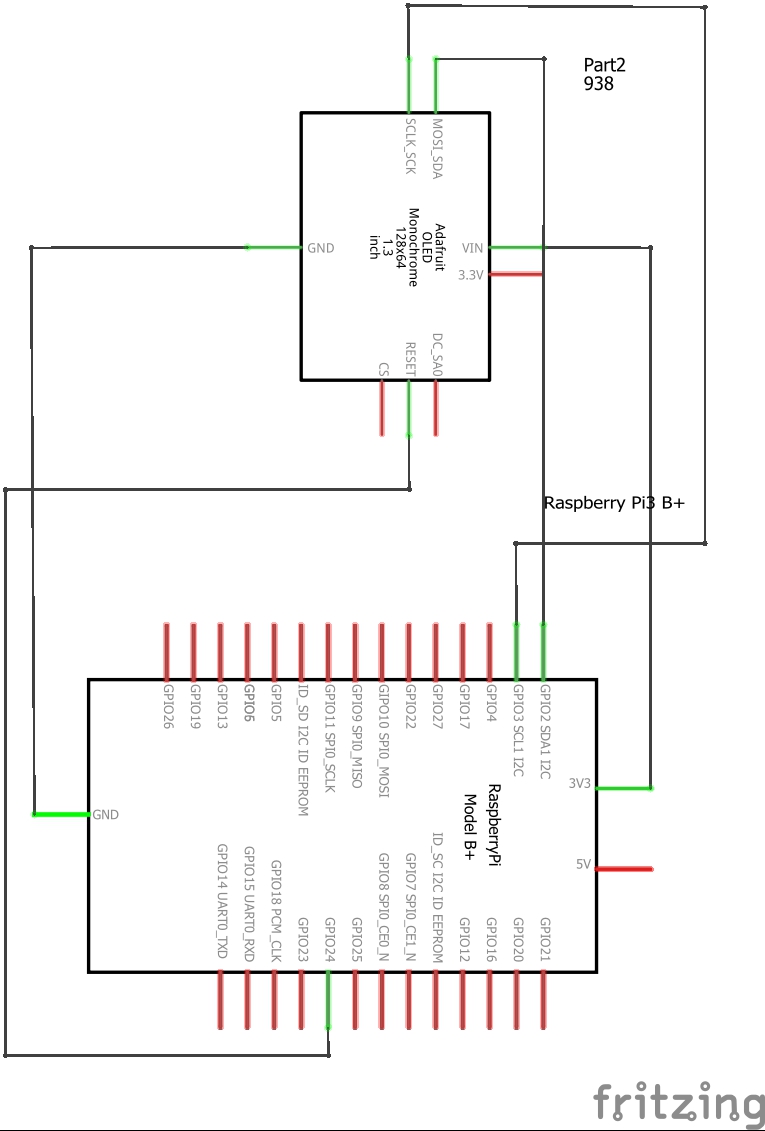 Part2
938
SCLK_SCK
MOSI_SDA
GND
Adafruit
OLED
Monochrome
128x64
1.3
inch
VIN
3.3V
CS
RESET
DC_SA0
Raspberry Pi3 B+
GPIO26
GPIO19
GPIO13
GPIO6
GPIO5
ID_SD I2C ID EEPROM
GPIO11 SPI0_SCLK
GPIO9 SPI0_MISO
GIPO10 SPI0_MOSI
GPIO22
GPIO27
GPIO17
GPIO4
GPIO3 SCL1 I2C
GPIO2 SDA1 I2C
3V3
RaspberryPi
Model B+
GND
5V
GPIO14 UART0_TXD
GPIO15 UART0_RXD
GPIO18 PCM_CLK
GPIO23
GPIO24
GPIO25
GPIO8 SPI0_CE0_N
GPIO7 SPI0_CE1_N
ID_SC I2C ID EEPROM
GPIO12
GPIO16
GPIO20
GPIO21
fritzing